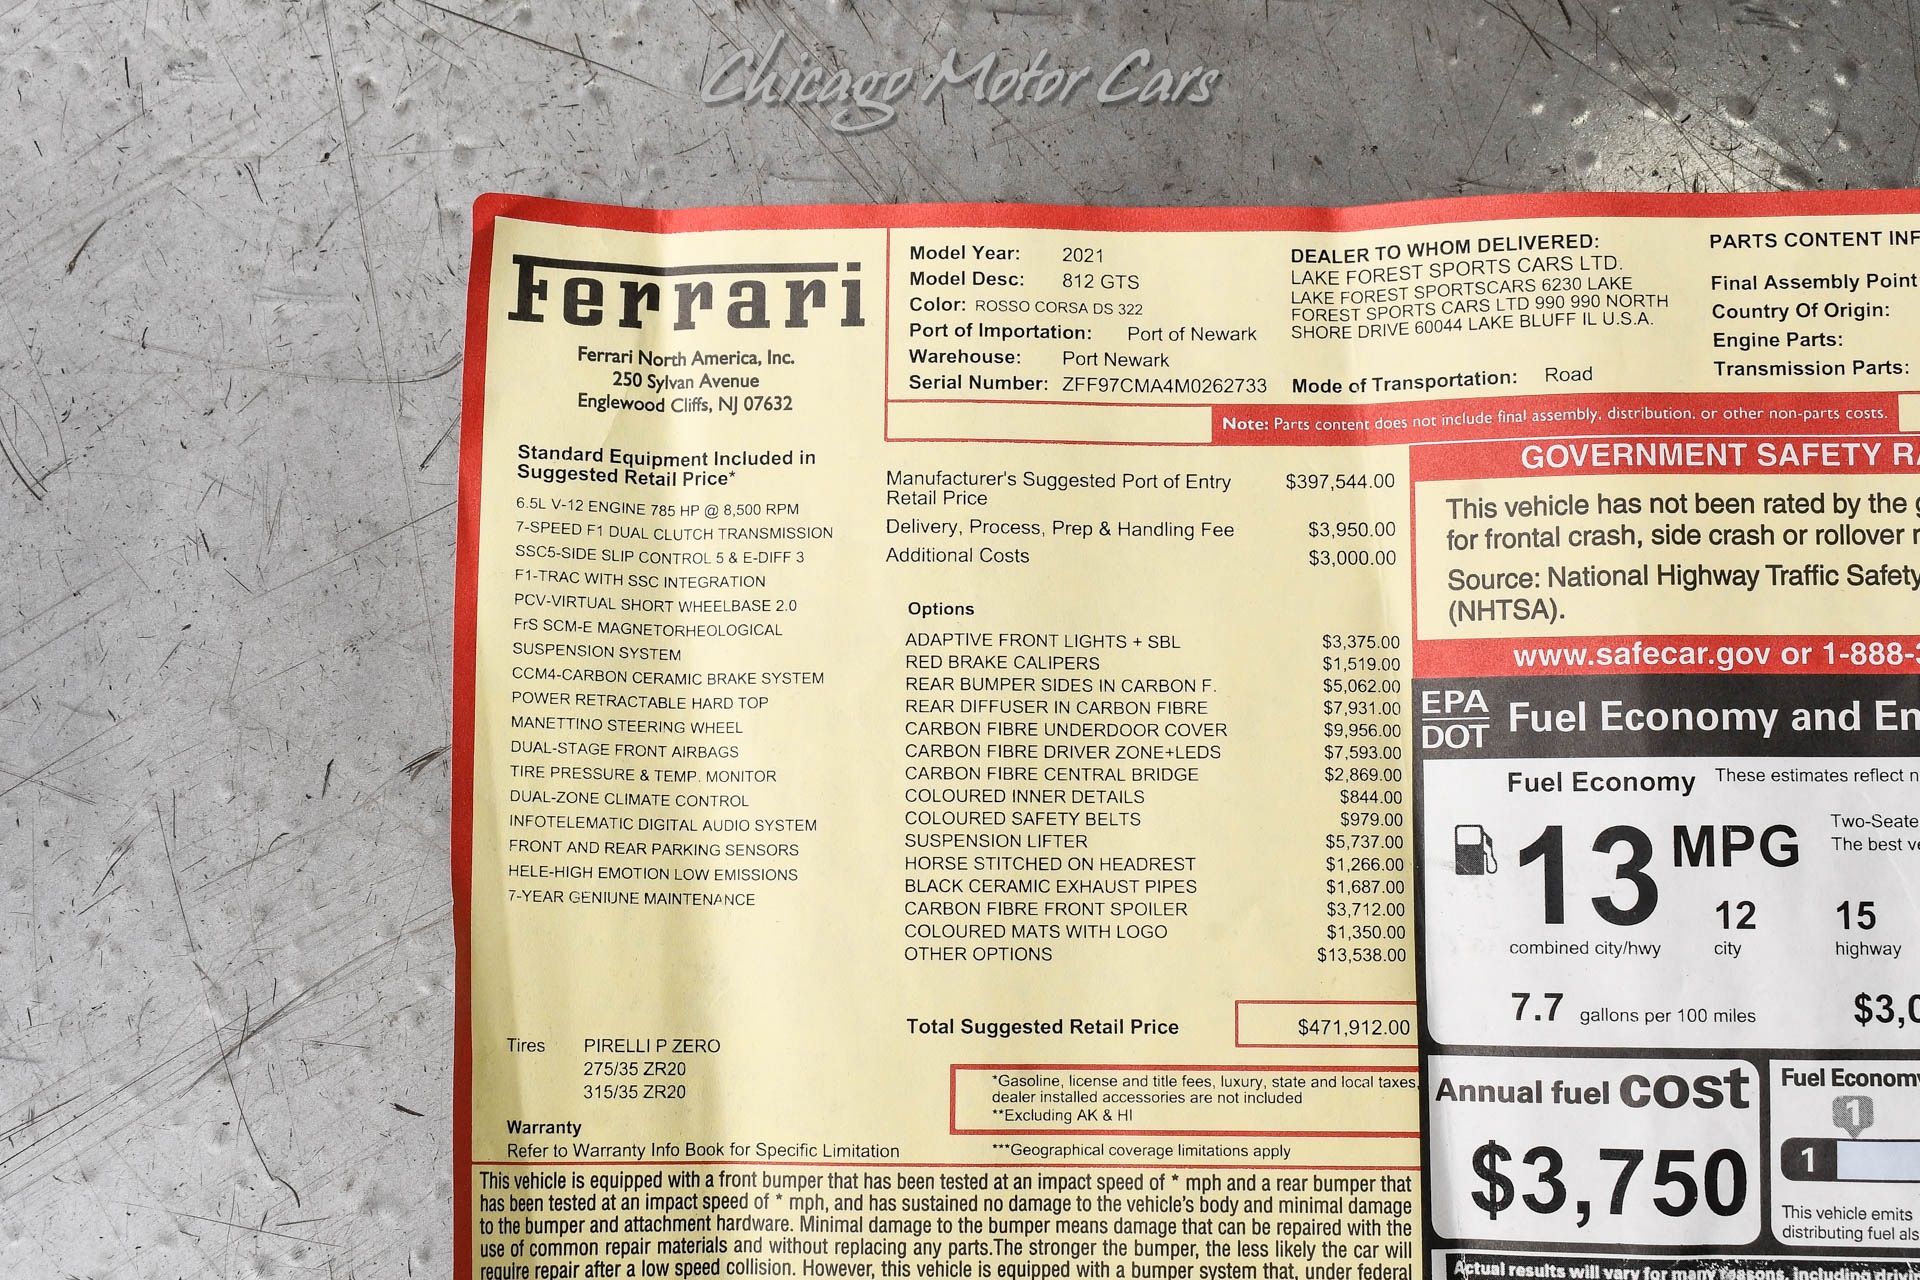 Chicago Motor Cars
Ferrari
Ferrari North America, Inc.
250 Sylvan Avenue
Englewood Cliffs, NJ 07632
Model Year: 2021
Model Desc: 812 GTS
Color: ROSSO CORSA DS 322
Port of Importation: Port of Newark
Warehouse: Port Newark
Serial Number: ZFF97CMA4M0262733
DEALER TO WHOM DELIVERED:
LAKE FOREST SPORTS CARS LTD.
LAKE FOREST SPORTSCARS 6230 LAKE
FOREST SPORTS CARS LTD 990 990 NORTH
SHORE DRIVE 60044 LAKE BLUFF IL U.S.A.
Mode of Transportation: Road
PARTS CONTENT INF
Final Assembly Point
Country Of Origin:
Engine Parts:
Transmission Parts:
Note: Parts content does not include final assembly, distribution, or other non-parts costs.
Standard Equipment Included in
Suggested Retail Price*
6.5L V-12 ENGINE 785 HP @ 8,500 RPM
7-SPEED F1 DUAL CLUTCH TRANSMISSION
SSC5-SIDE SLIP CONTROL 5 & E-DIFF 3
F1-TRAC WITH SSC INTEGRATION
PCV-VIRTUAL SHORT WHEELBASE 2.0
FrS SCM-E MAGNETORHEOLOGICAL
SUSPENSION SYSTEM
CCM4-CARBON CERAMIC BRAKE SYSTEM
POWER RETRACTABLE HARD TOP
MANETTINO STEERING WHEEL
DUAL-STAGE FRONT AIRBAGS
TIRE PRESSURE & TEMP. MONITOR
DUAL-ZONE CLIMATE CONTROL
INFOTELEMATIC DIGITAL AUDIO SYSTEM
FRONT AND REAR PARKING SENSORS
HELE-HIGH EMOTION LOW EMISSIONS
7-YEAR GENIUNE MAINTENANCE
Tires PIRELLI P ZERO
275/35 ZR20
315/35 ZR20
Warranty
Refer to Warranty Info Book for Specific Limitation
Manufacturer's Suggested Port of Entry $397,544.00
Retail Price
Delivery, Process, Prep & Handling Fee $3,950.00
Additional Costs $3,000.00
Options
ADAPTIVE FRONT LIGHTS + SBL $3,375.00
RED BRAKE CALIPERS $1,519.00
REAR BUMPER SIDES IN CARBON F. $5,062.00
REAR DIFFUSER IN CARBON FIBRE $7,931.00
CARBON FIBRE UNDERDOOR COVER $9,956.00
CARBON FIBRE DRIVER ZONE+LEDS $7,593.00
CARBON FIBRE CENTRAL BRIDGE $2,869.00
COLOURED INNER DETAILS $844.00
COLOURED SAFETY BELTS $979.00
SUSPENSION LIFTER $5,737.00
HORSE STITCHED ON HEADREST $1,266.00
BLACK CERAMIC EXHAUST PIPES $1,687.00
CARBON FIBRE FRONT SPOILER $3,712.00
COLOURED MATS WITH LOGO $1,350.00
OTHER OPTIONS $13,538.00
Total Suggested Retail Price $471,912.00
*Gasoline, license and title fees, luxury, state and local taxes,
dealer installed accessories are not included
**Excluding AK & HI
***Geographical coverage limitations apply
This vehicle is equipped with a front bumper that has been tested at an impact speed of * mph and a rear bumper that
has been tested at an impact speed of * mph, and has sustained no damage to the vehicle's body and minimal damage
to the bumper and attachment hardware. Minimal damage to the bumper means damage that can be repaired with the
use of common repair materials and without replacing any parts.The stronger the bumper, the less likely the car will
require repair after a low speed collision. However, this vehicle is equipped with a bumper system that, under federal
GOVERNMENT SAFETY RA
This vehicle has not been rated by the g
for frontal crash, side crash or rollover r
Source: National Highway Traffic Safety
(NHTSA).
www.safecar.gov or 1-888-3
EPA
DOT
Fuel Economy and En
Fuel Economy These estimates reflect n
13 MPG
Two-Seate
The best ve
12 15
combined city/hwy city highway
7.7 gallons per 100 miles
$3,0
Annual fuel cost
$3,750
Fuel Economy
1
1
This vehicle emits
distributing fuel als
Actual results will vary for many reasons, including driv